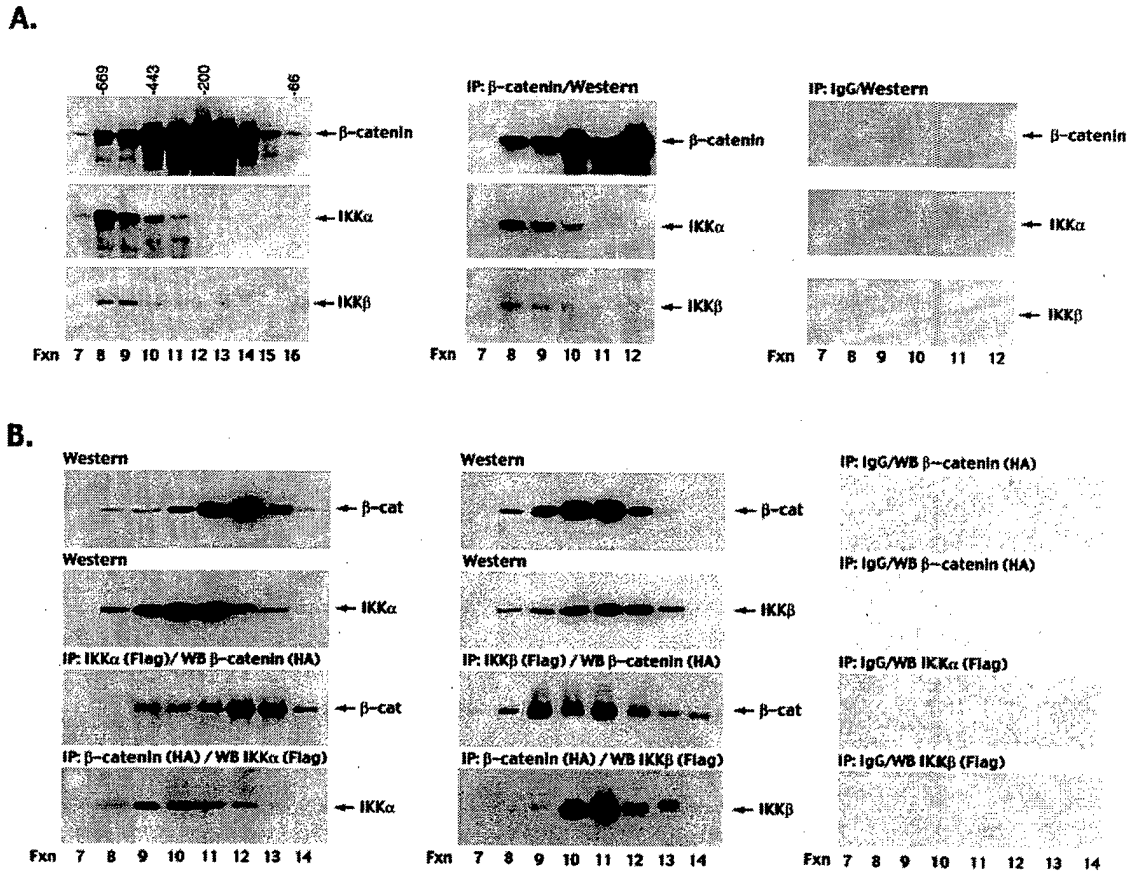 A.
-669 -443 -200 -66
β-catenin
IKKα
IKKβ
Fxn 7 8 9 10 11 12 13 14 15 16
IP: β-catenin/Western
β-catenin
IKKα
IKKβ
Fxn 7 8 9 10 11 12
IP: IgG/Western
β-catenin
IKKα
IKKβ
Fxn 7 8 9 10 11 12
B.
Western
β-cat
Western
IKKα
IP: IKKα (Flag)/ WB β-catenin (HA)
β-cat
IP: β-catenin (HA) / WB IKKα (Flag)
IKKα
Fxn 7 8 9 10 11 12 13 14
Western
β-cat
Western
IKKβ
IP: IKKβ (Flag) / WB β-catenin (HA)
β-cat
IP: β-catenin (HA) / WB IKKβ (Flag)
IKKβ
Fxn 7 8 9 10 11 12 13 14
IP: IgG/WB β-catenin (HA)
IP: IgG/WB β-catenin (HA)
IP: IgG/WB IKKα (Flag)
IP: IgG/WB IKKβ (Flag)
Fxn 7 8 9 10 11 12 13 14